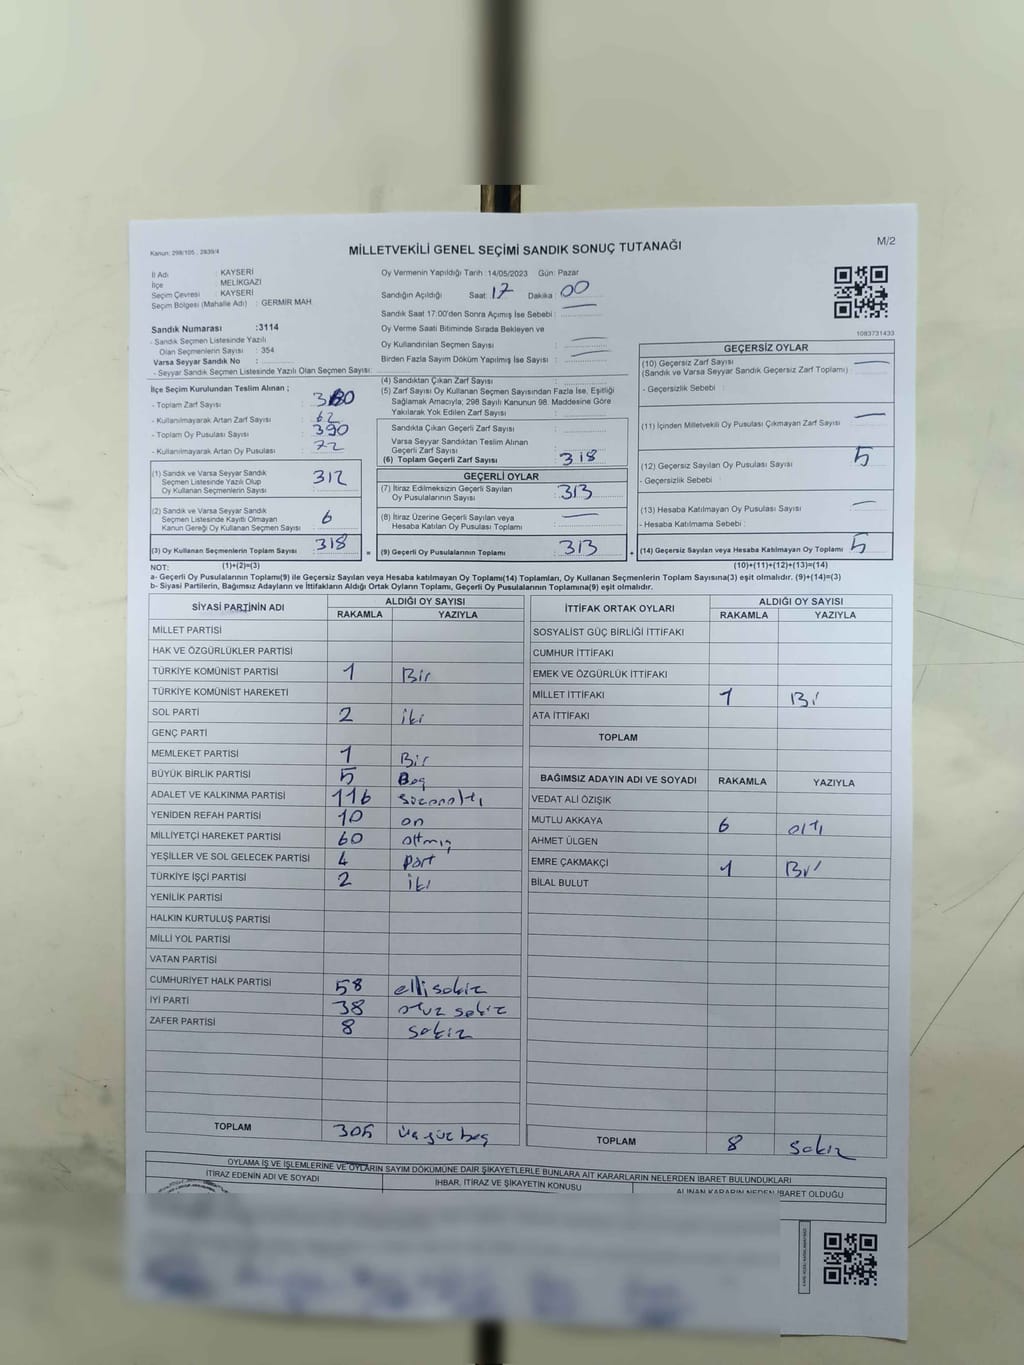 Kanun: 298/105 , 2839/4
MİLLETVEKİLİ GENEL SEÇİMİ SANDIK SONUÇ TUTANAĞI
M/2
İl Adı : KAYSERİ
İlçe : MELİKGAZİ
Seçim Çevresi : KAYSERİ
Seçim Bölgesi (Mahalle Adı) : GERMİR MAH
Sandık Numarası :3114
- Sandık Seçmen Listesinde Yazılı
Olan Seçmenlerin Sayısı : 354
Varsa Seyyar Sandık No :
- Seyyar Sandık Seçmen Listesinde Yazılı Olan Seçmen Sayısı:
Oy Vermenin Yapıldığı Tarih :14/05/2023 Gün: Pazar
Sandığın Açıldığı Saat 17 Dakika 00
Sandık Saat 17:00'den Sonra Açımış İse Sebebi :
Oy Verme Saati Bitiminde Sırada Bekleyen ve
Oy Kullandırılan Seçmen Sayısı :
Birden Fazla Sayım Döküm Yapılmış İse Sayısı :
1083731433
İlçe Seçim Kurulundan Teslim Alınan ;
- Toplam Zarf Sayısı : 380
- Kullanılmayarak Artan Zarf Sayısı : 62
- Toplam Oy Pusulası Sayısı : 390
- Kullanılmayarak Artan Oy Pusulası : 72
(1) Sandık ve Varsa Seyyar Sandık
Seçmen Listesinde Yazılı Olup
Oy Kullanan Seçmenlerin Sayısı : 312
(2) Sandık ve Varsa Seyyar Sandık
Seçmen Listesinde Kayıtlı Olmayan
Kanun Gereği Oy Kullanan Seçmen Sayısı : 6
(3) Oy Kullanan Seçmenlerin Toplam Sayısı : 318
(4) Sandıktan Çıkan Zarf Sayısı :
(5) Zarf Sayısı Oy Kullanan Seçmen Sayısından Fazla İse, Eşitliği
Sağlamak Amacıyla; 298 Sayılı Kanunun 98. Maddesine Göre
Yakılarak Yok Edilen Zarf Sayısı :
Sandıkta Çıkan Geçerli Zarf Sayısı :
Varsa Seyyar Sandıktan Teslim Alınan
Geçerli Zarf Sayısı :
(6) Toplam Geçerli Zarf Sayısı : 318
GEÇERLİ OYLAR
(7) İtiraz Edilmeksizin Geçerli Sayılan
Oy Pusulalarının Sayısı : 313
(8) İtiraz Üzerine Geçerli Sayılan veya
Hesaba Katılan Oy Pusulası Toplamı :
= (9) Geçerli Oy Pusulalarının Toplamı : 313
GEÇERSİZ OYLAR
(10) Geçersiz Zarf Sayısı
(Sandık ve Varsa Seyyar Sandık Geçersiz Zarf Toplamı) :
- Geçersizlik Sebebi :
(11) İçinden Milletvekili Oy Pusulası Çıkmayan Zarf Sayısı :
(12) Geçersiz Sayılan Oy Pusulası Sayısı : 5
- Geçersizlik Sebebi :
(13) Hesaba Katılmayan Oy Pusulası Sayısı :
- Hesaba Katılmama Sebebi :
+ (14) Geçersiz Sayılan veya Hesaba Katılmayan Oy Toplamı : 5
NOT: (1)+(2)=(3) (10)+(11)+(12)+(13)=(14)
a- Geçerli Oy Pusulalarının Toplamı(9) ile Geçersiz Sayılan veya Hesaba katılmayan Oy Toplamı(14) Toplamları, Oy Kullanan Seçmenlerin Toplam Sayısına(3) eşit olmalıdır. (9)+(14)=(3)
b- Siyasi Partilerin, Bağımsız Adayların ve İttifakların Aldığı Ortak Oyların Toplamı, Geçerli Oy Pusulalarının Toplamına(9) eşit olmalıdır.
SİYASİ PARTİNİN ADI ALDIĞI OY SAYISI
RAKAMLA YAZIYLA
MİLLET PARTİSİ
HAK VE ÖZGÜRLÜKLER PARTİSİ
TÜRKİYE KOMÜNİST PARTİSİ 1 Bir
TÜRKİYE KOMÜNİST HAREKETİ
SOL PARTİ 2 iki
GENÇ PARTİ
MEMLEKET PARTİSİ 1 Bir
BÜYÜK BİRLİK PARTİSİ 5 Beş
ADALET VE KALKINMA PARTİSİ 116
YENİDEN REFAH PARTİSİ 10 on
MİLLİYETÇİ HAREKET PARTİSİ 60 altmış
YEŞİLLER VE SOL GELECEK PARTİSİ 4
TÜRKİYE İŞÇİ PARTİSİ 2 iki
YENİLİK PARTİSİ
HALKIN KURTULUŞ PARTİSİ
MİLLİ YOL PARTİSİ
VATAN PARTİSİ
CUMHURİYET HALK PARTİSİ 58 elli sekiz
İYİ PARTİ 38 otuz sekiz
ZAFER PARTİSİ 8 sekiz
TOPLAM 305 üç yüz beş
İTTİFAK ORTAK OYLARI ALDIĞI OY SAYISI
RAKAMLA YAZIYLA
SOSYALİST GÜÇ BİRLİĞİ İTTİFAKI
CUMHUR İTTİFAKI
EMEK VE ÖZGÜRLÜK İTTİFAKI
MİLLET İTTİFAKI 1 Bir
ATA İTTİFAKI
TOPLAM
BAĞIMSIZ ADAYIN ADI VE SOYADI RAKAMLA YAZIYLA
VEDAT ALİ ÖZIŞIK
MUTLU AKKAYA 6 altı
AHMET ÜLGEN
EMRE ÇAKMAKÇI 1 Bir
BİLAL BULUT
TOPLAM 8 sekiz
OYLAMA İŞ VE İŞLEMLERİNE VE OYLARIN SAYIM DÖKÜMÜNE DAİR ŞİKAYETLERLE BUNLARA AİT KARARLARIN NELERDEN İBARET BULUNDUKLARI
İTİRAZ EDENİN ADI VE SOYADI İHBAR, İTİRAZ VE ŞİKAYETİN KONUSU ALINAN KARARIN NEDEN İBARET OLDUĞU